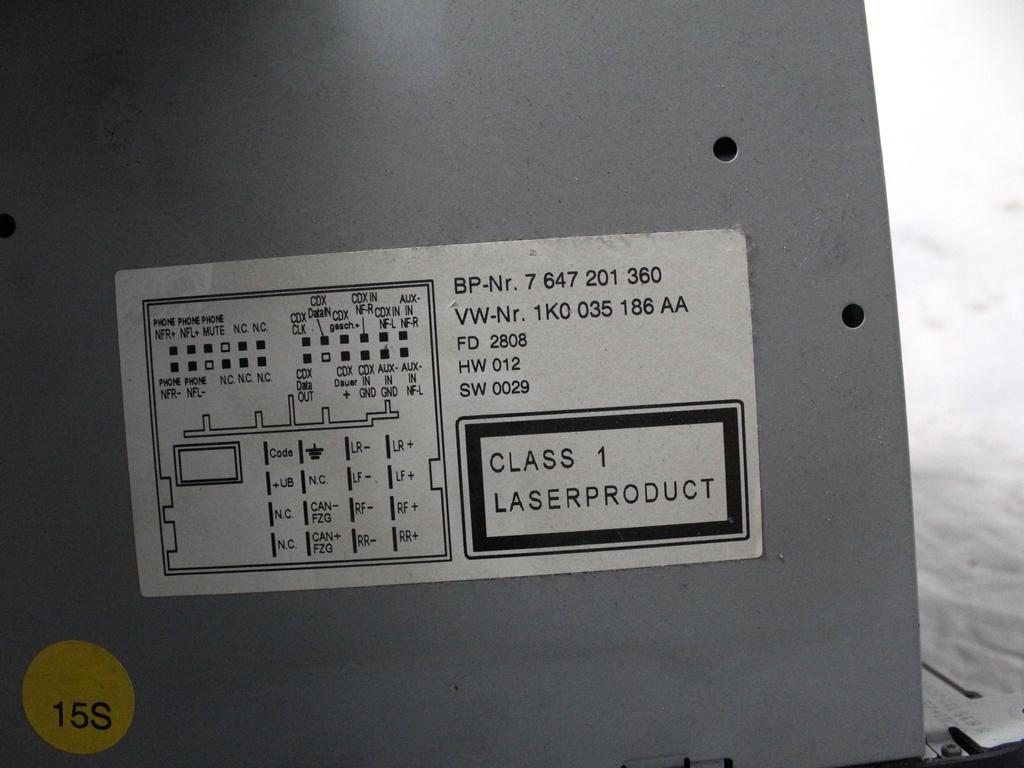 BP-Nr. 7 647 201 360
VW-Nr. 1K0 035 186 AA
FD 2808
HW 012
SW 0029
CLASS 1
LASERPRODUCT
PHONE PHONE PHONE
NFR+ NFL+ MUTE N.C. N.C.
PHONE PHONE N.C. N.C. N.C.
NFR- NFL-
CDX CLK
CDX DataIN
CDX gesch.+
CDX IN NF-R
CDX IN NF-L
AUX-IN NF-R
CDX Data OUT
CDX Dauer +
CDX IN GND
AUX-IN GND
AUX-IN NF-L
Code LR- LR+
+UB N.C. LF- LF+
N.C. CAN-FZG RF- RF+
N.C. CAN+FZG RR- RR+
15S